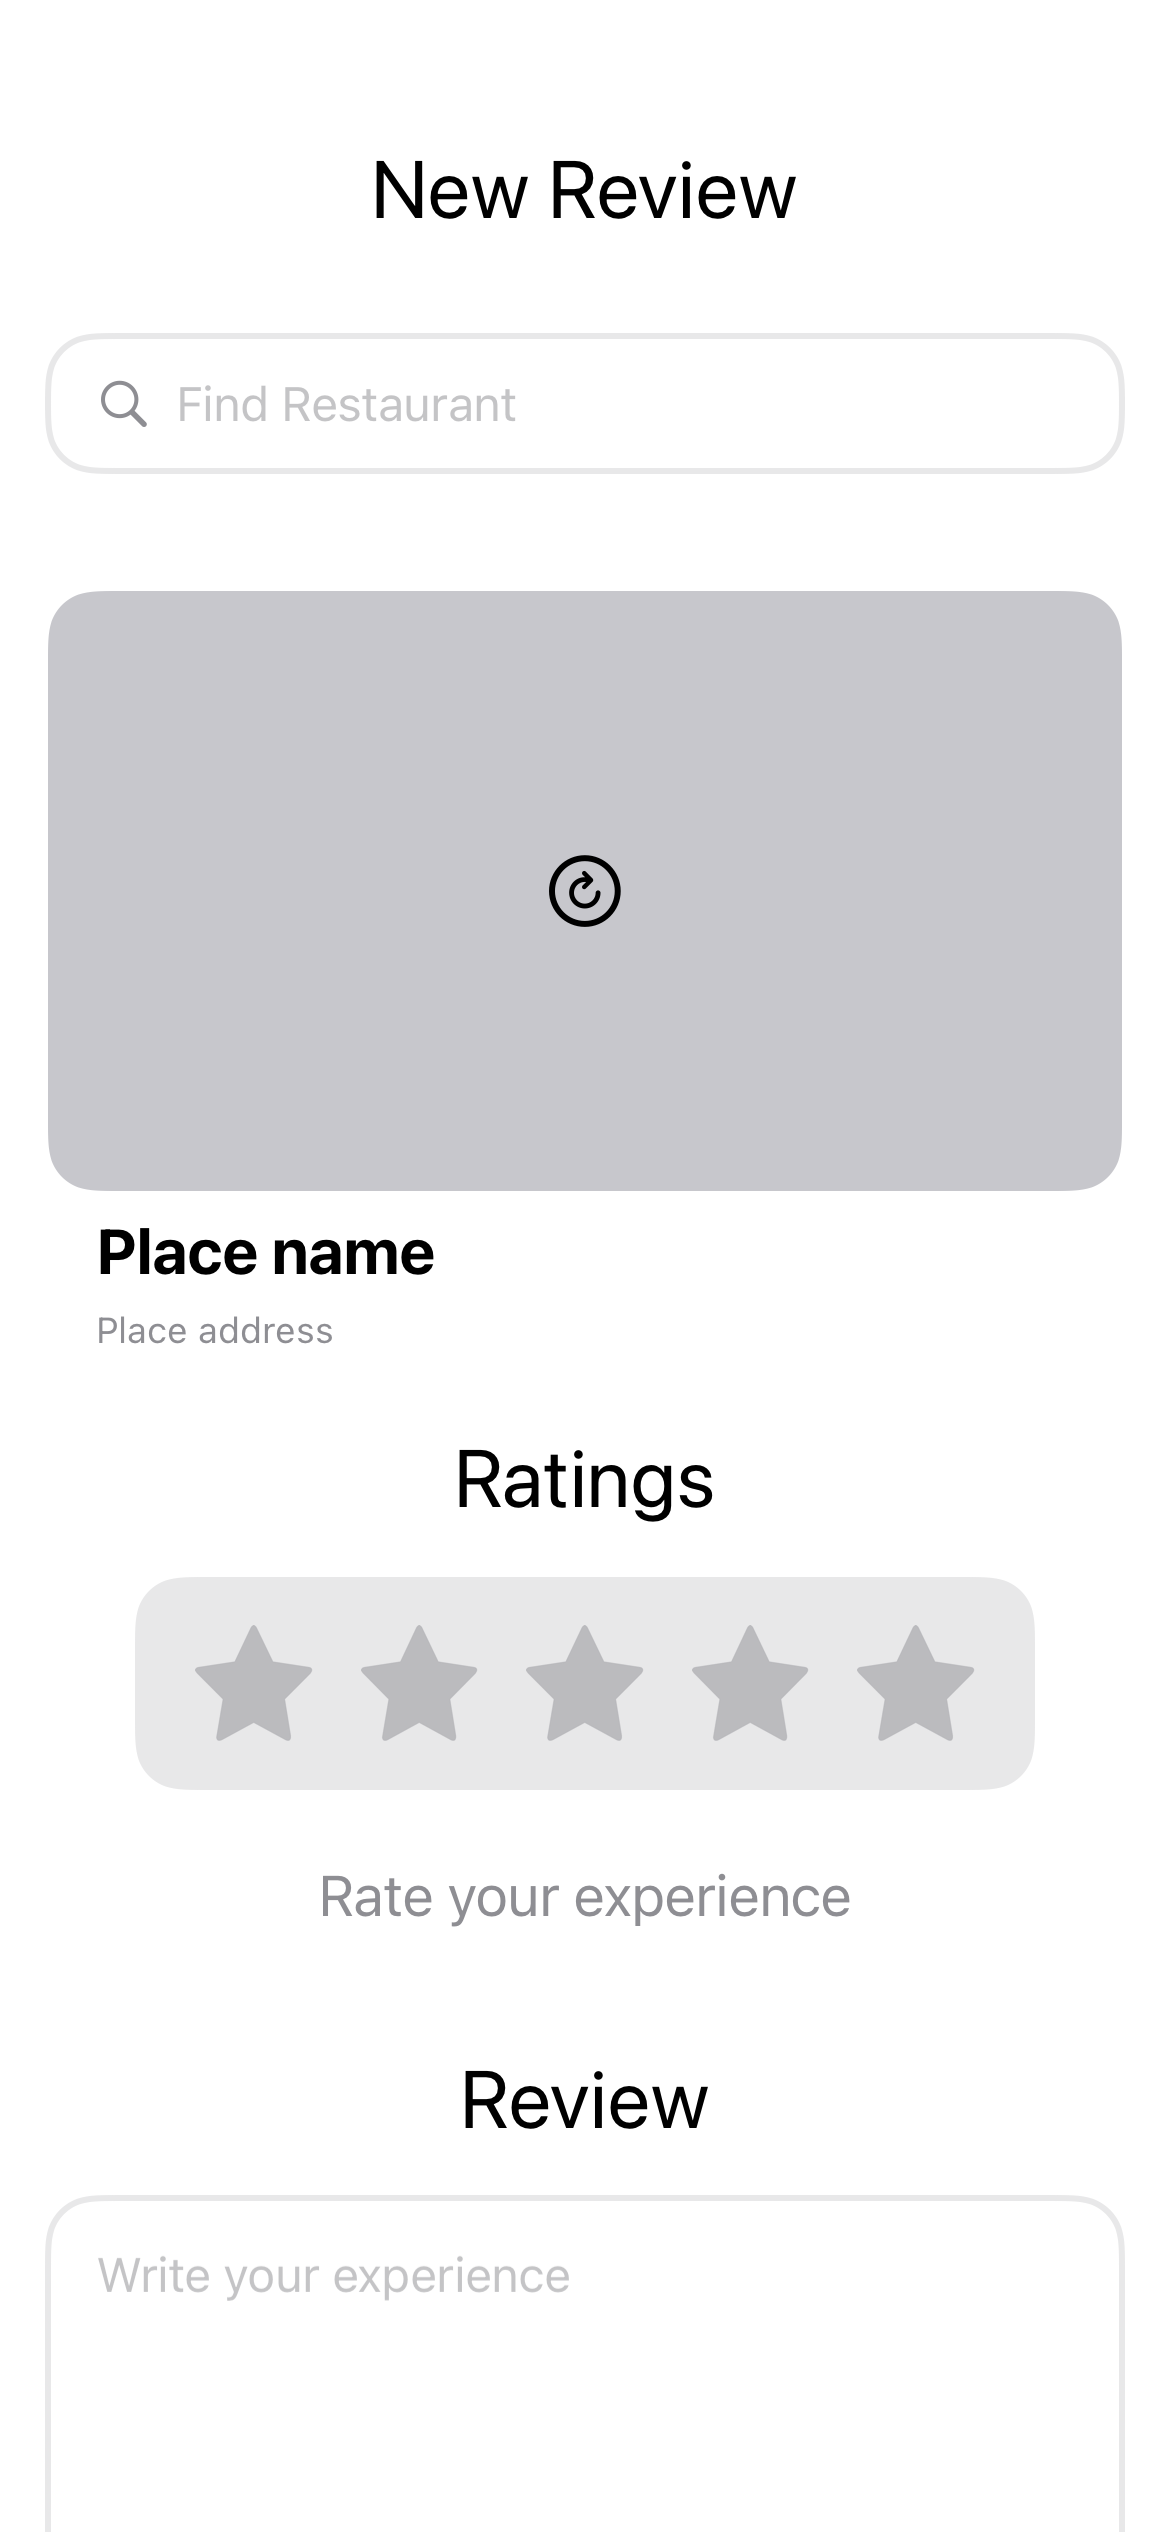 New Review
Find Restaurant
Place name
Place address
Ratings
Rate your experience
Review
Write your experience